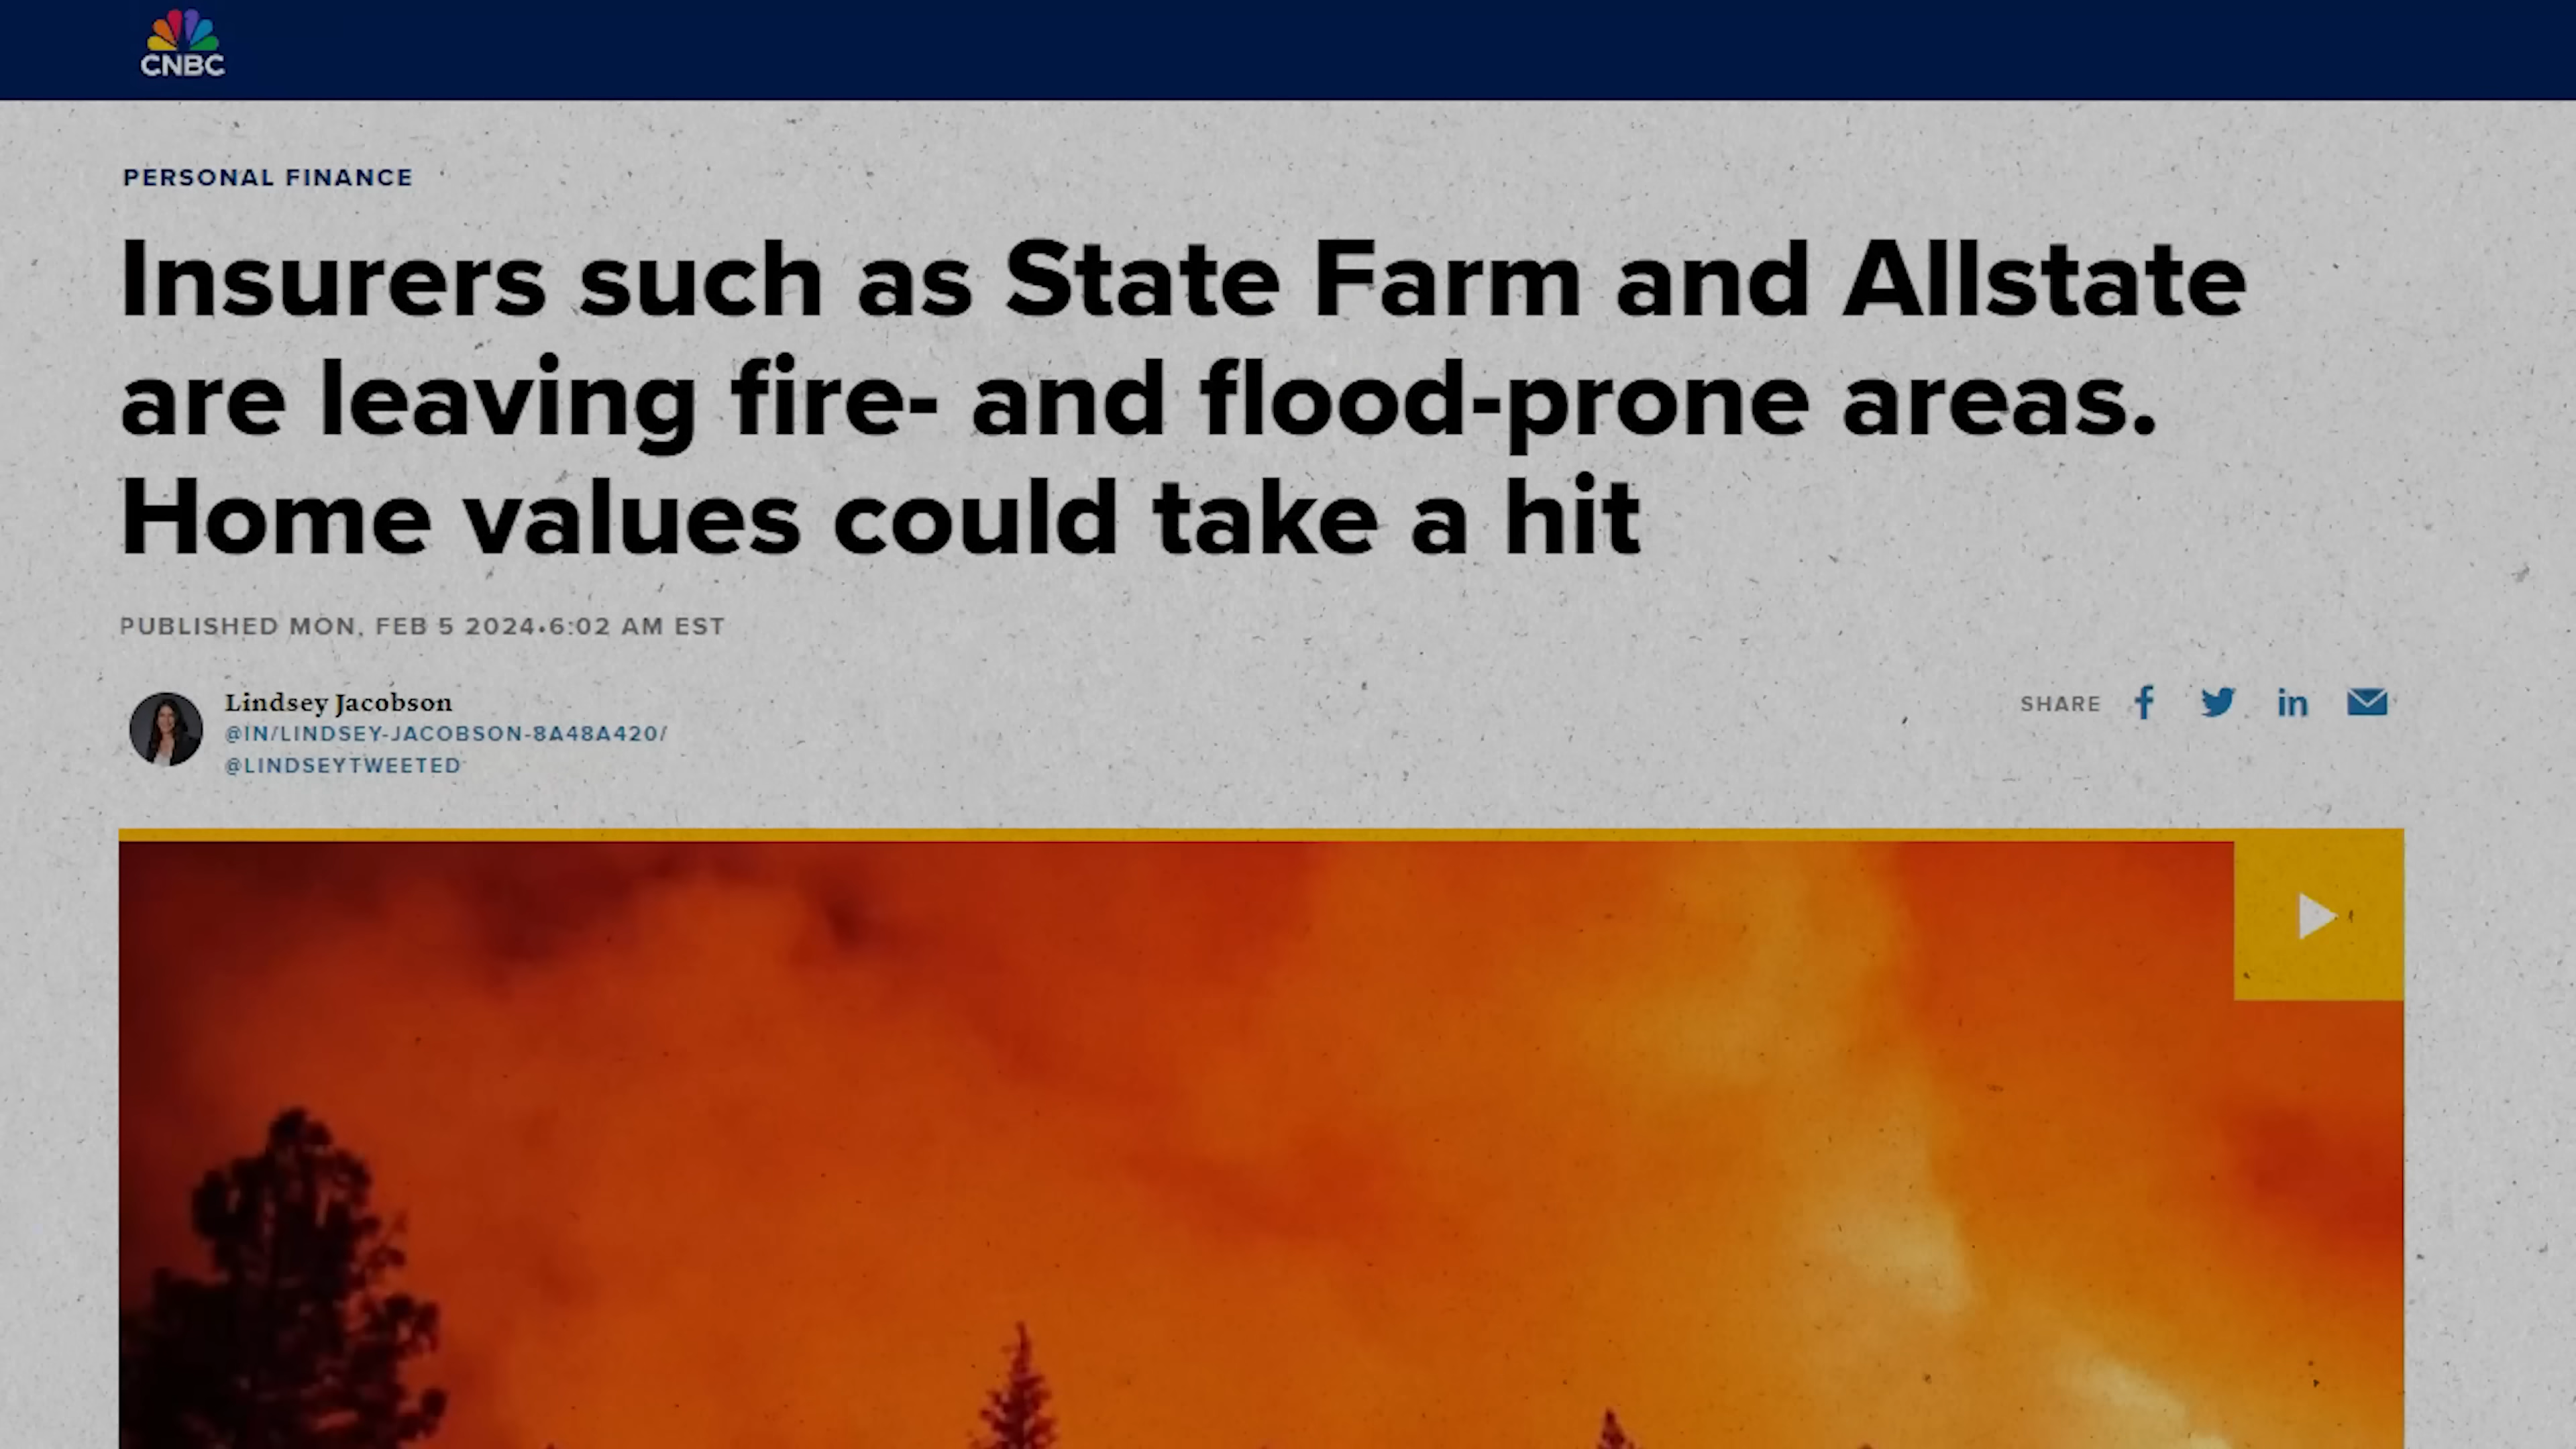 CNBC
PERSONAL FINANCE
Insurers such as State Farm and Allstate
are leaving fire- and flood-prone areas.
Home values could take a hit
PUBLISHED MON, FEB 5 2024•6:02 AM EST
Lindsey Jacobson
@IN/LINDSEY-JACOBSON-8A48A420/
@LINDSEYTWEETED
SHARE